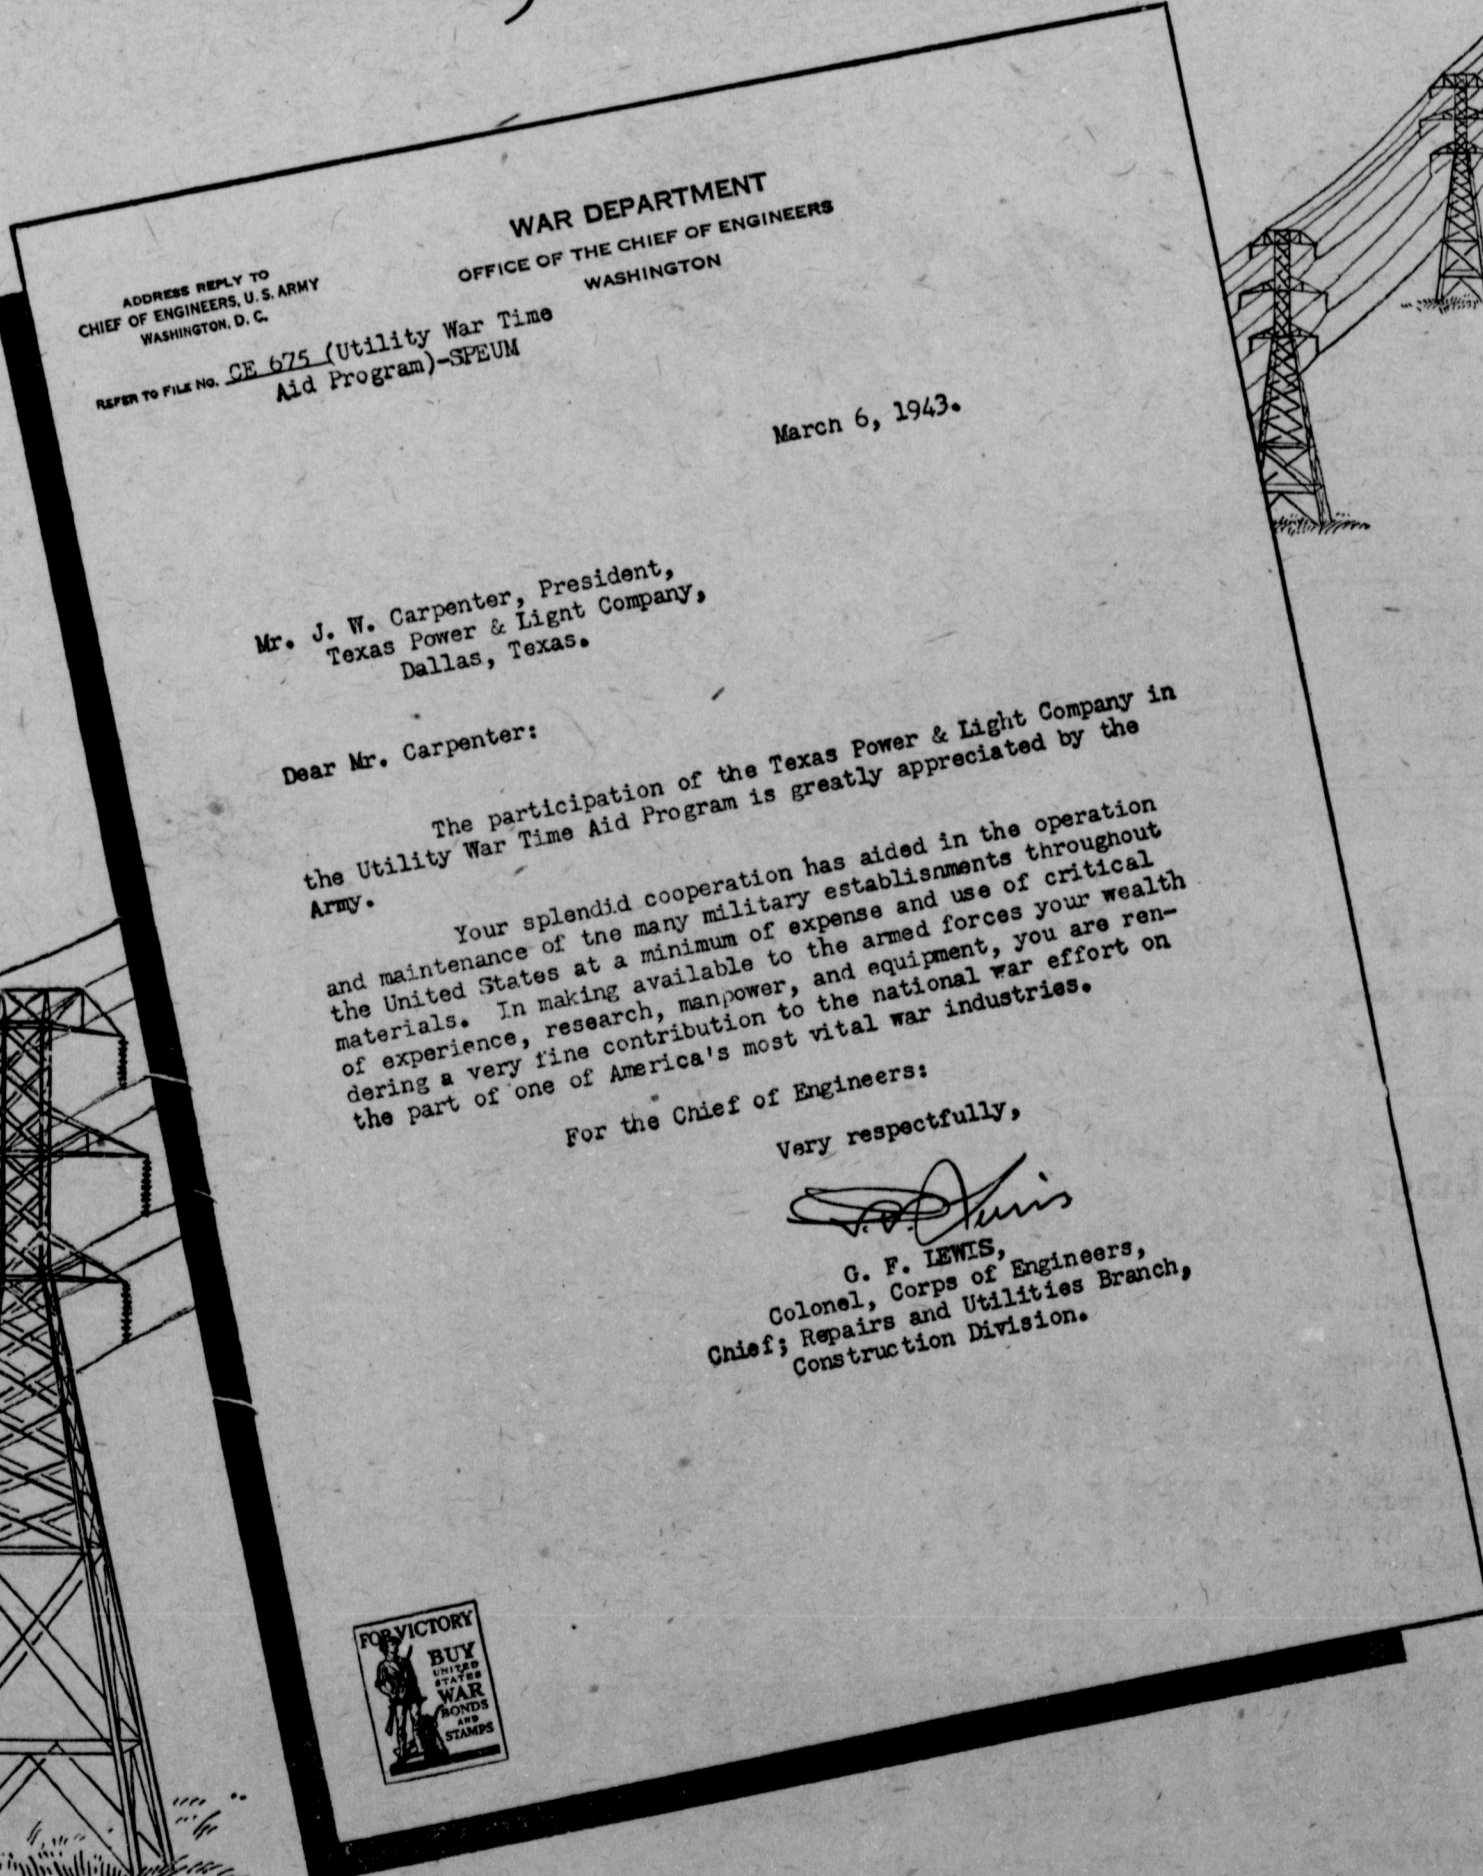 WAR DEPARTMENT
OFFICE OF THE CHIEF OF ENGINEERS
WASHINGTON
ADDRESS REPLY TO
CHIEF OF ENGINEERS, U. S. ARMY
WASHINGTON, D. C.
REFER TO FILE NO. CE 675 (Utility War Time
Aid Program)-SPEUM
March 6, 1943.
Mr. J. W. Carpenter, President,
Texas Power & Lignt Company,
Dallas, Texas.
Dear Mr. Carpenter:
The participation of the Texas Power & Light Company in
the Utility War Time Aid Program is greatly appreciated by the
Army.
Your splendid cooperation has aided in the operation
and maintenance of tne many military establisnments throughout
the United States at a minimum of expense and use of critical
materials. In making available to the armed forces your wealth
of experience, research, manpower, and equipment, you are ren-
dering a very fine contribution to the national war effort on
the part of one of America's most vital war industries.
For the Chief of Engineers:
Very respectfully,
G. F. LEWIS,
Colonel, Corps of Engineers,
Chief; Repairs and Utilities Branch,
Construction Division.
FOR VICTORY
BUY
UNITED
STATES
WAR
BONDS
AND
STAMPS